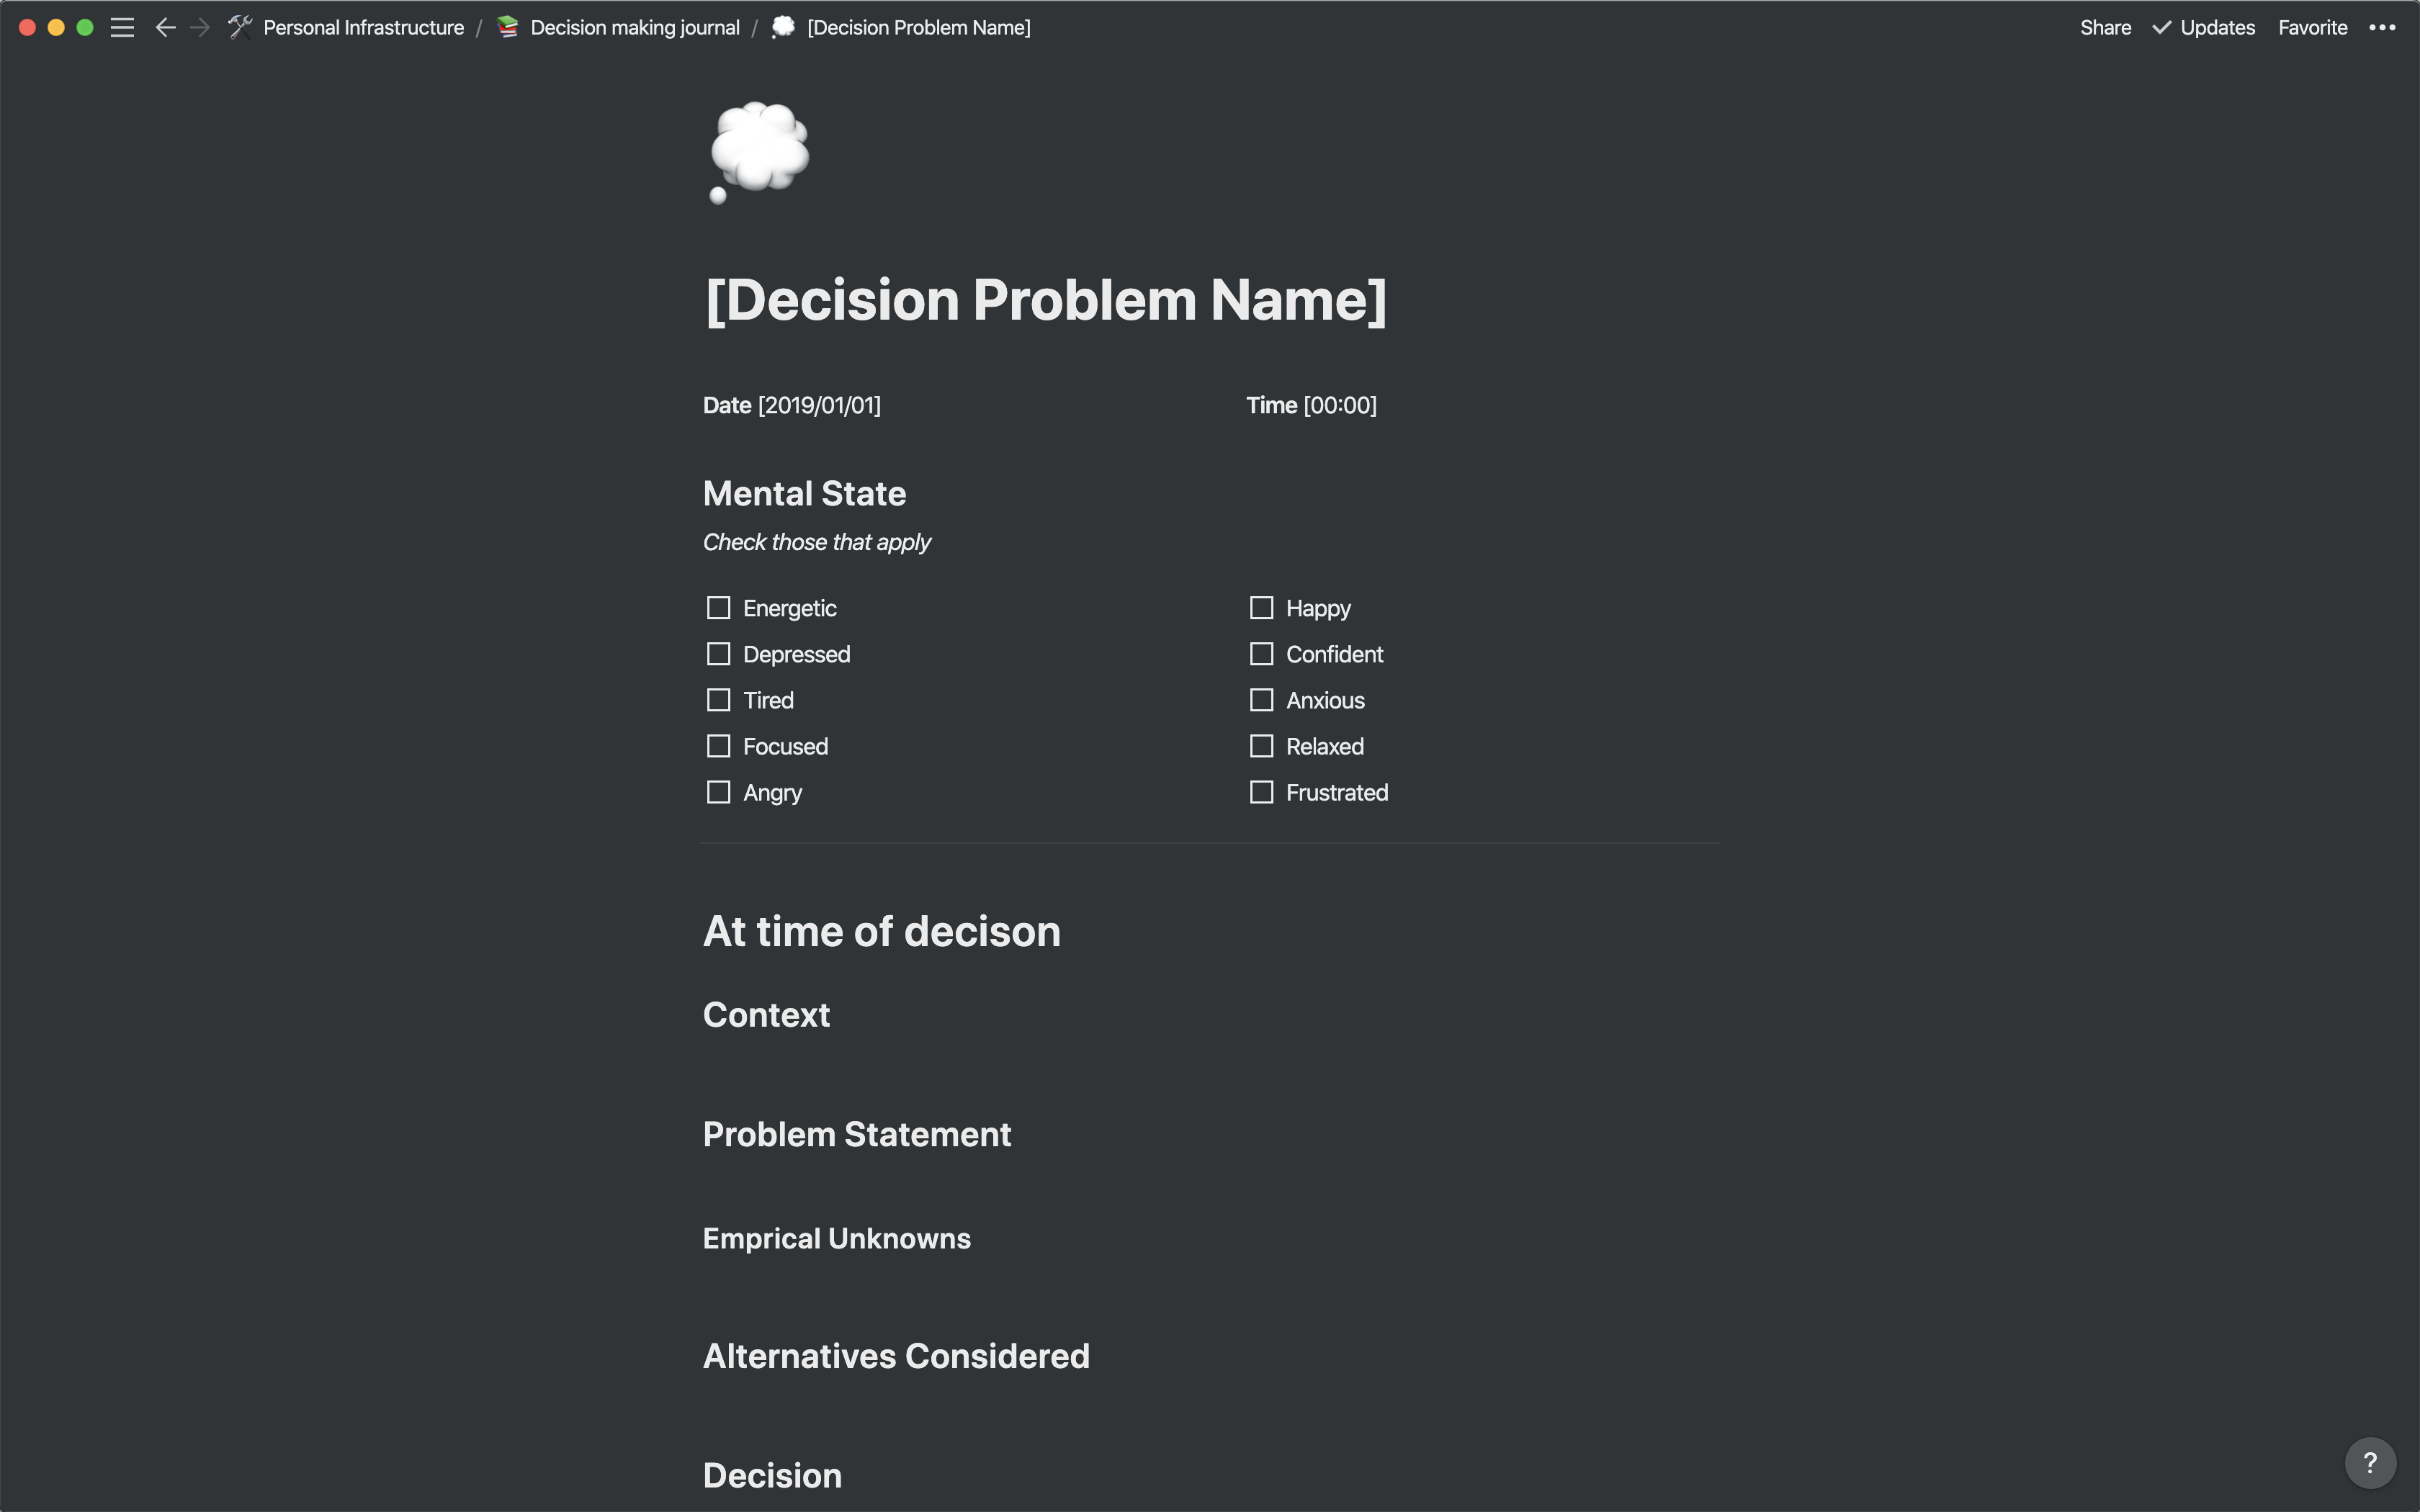 Personal Infrastructure / Decision making journal / [Decision Problem Name]
Share Updates Favorite •••
[Decision Problem Name]
Date [2019/01/01] Time [00:00]
Mental State
Check those that apply
Energetic Happy
Depressed Confident
Tired Anxious
Focused Relaxed
Angry Frustrated
At time of decison
Context
Problem Statement
Emprical Unknowns
Alternatives Considered
Decision
?